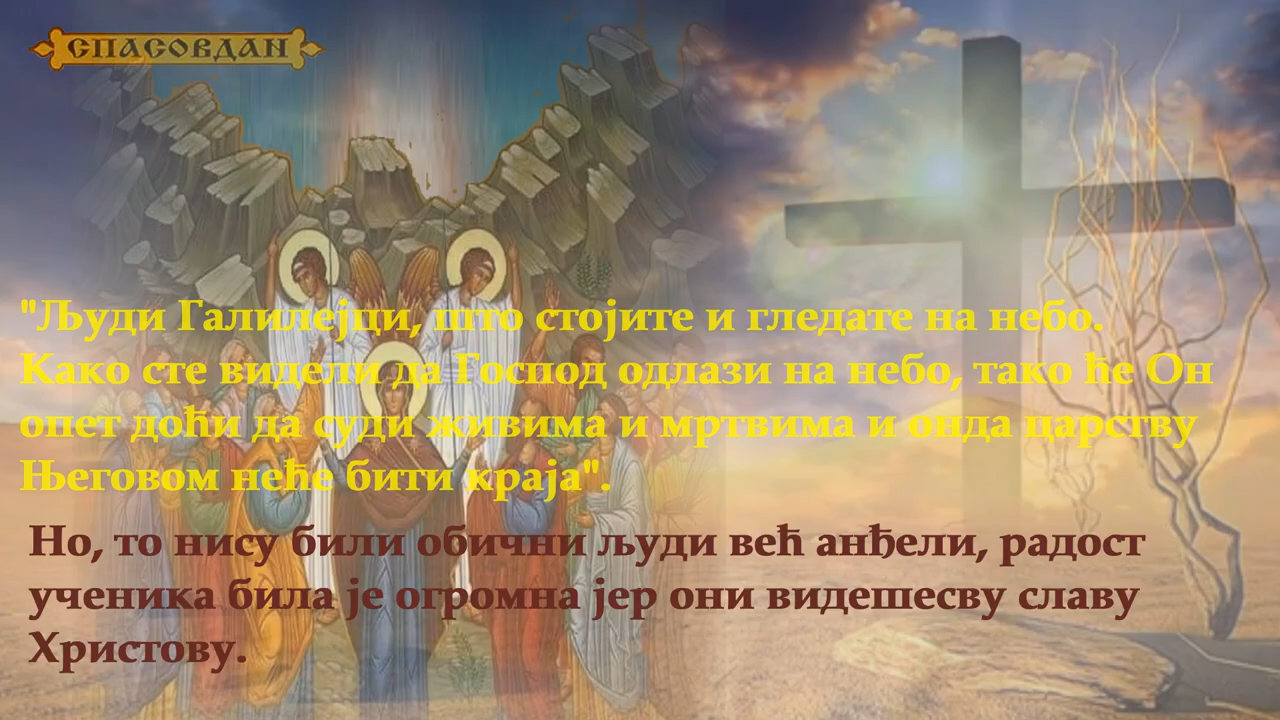 СПАСОВДАН
"Људи Галилејци, што стојите и гледате на небо.
Како сте видели да Господ одлази на небо, тако ће Он
опет доћи да суди живима и мртвима и онда царству
Његовом неће бити краја".
Но, то нису били обични људи већ анђели, радост
ученика била је огромна јер они видешесву славу
Христову.